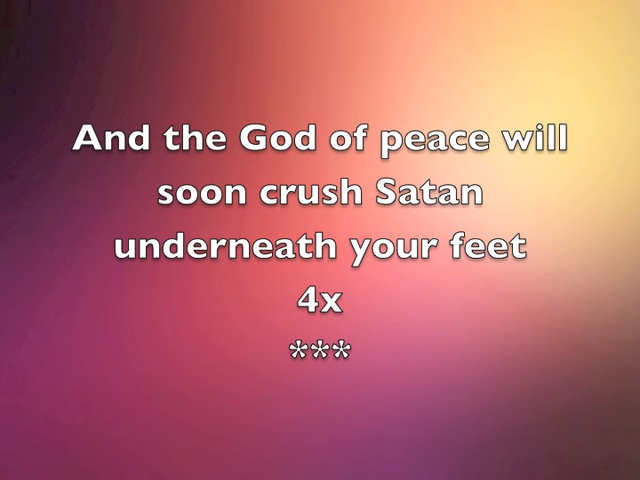 And the God of peace will
soon crush Satan
underneath your feet
4x
***